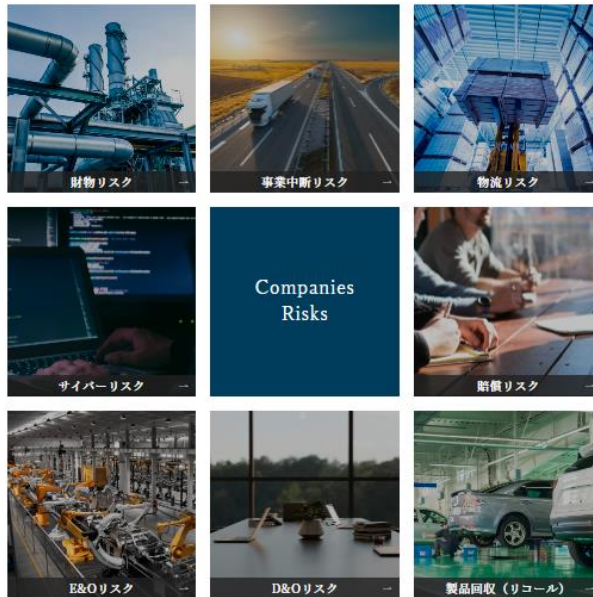 財物リスク →
事業中断リスク →
物流リスク →
サイバーリスク →
Companies
Risks
賠償リスク →
E&Oリスク →
D&Oリスク →
製品回収（リコール） →